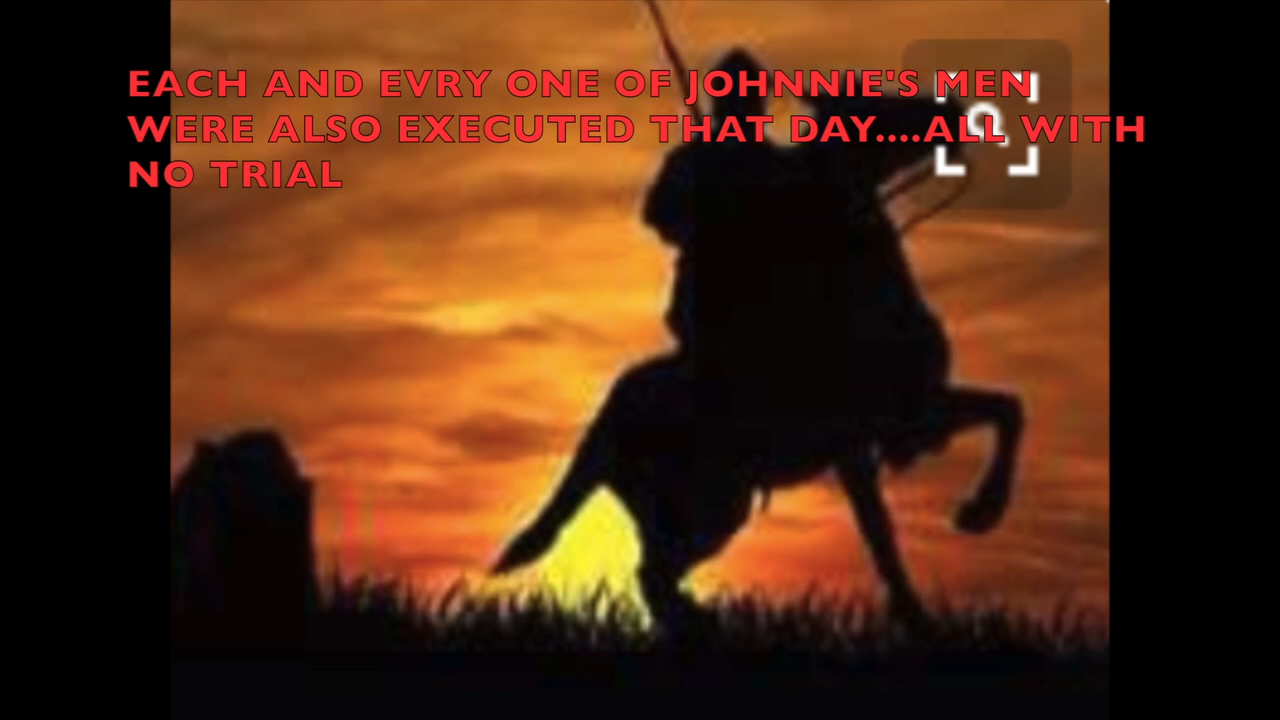 EACH AND EVRY ONE OF JOHNNIE'S MEN
WERE ALSO EXECUTED THAT DAY....ALL WITH
NO TRIAL